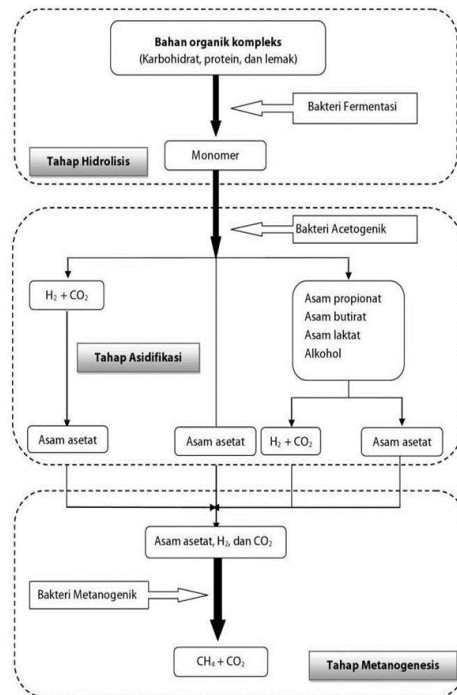 Bahan organik kompleks
(Karbohidrat, protein, dan lemak)
Bakteri Fermentasi
Monomer
Tahap Hidrolisis
Bakteri Acetogenik
H₂ + CO₂
Asam propionat
Asam butirat
Asam laktat
Alkohol
Tahap Asidifikasi
Asam asetat
Asam asetat
H₂ + CO₂
Asam asetat
Asam asetat, H₂, dan CO₂
Bakteri Metanogenik
CH₄ + CO₂
Tahap Metanogenesis